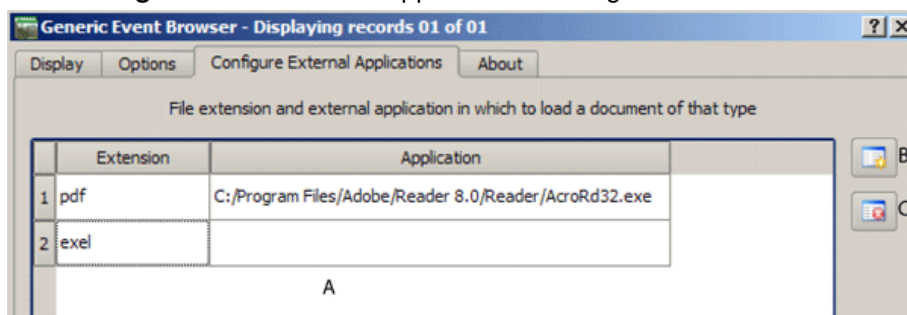 Generic Event Browser - Displaying records 01 of 01
Display Options Configure External Applications About
File extension and external application in which to load a document of that type
Extension Application
B
1 pdf C:/Program Files/Adobe/Reader 8.0/Reader/AcroRd32.exe
C
2 exel
A